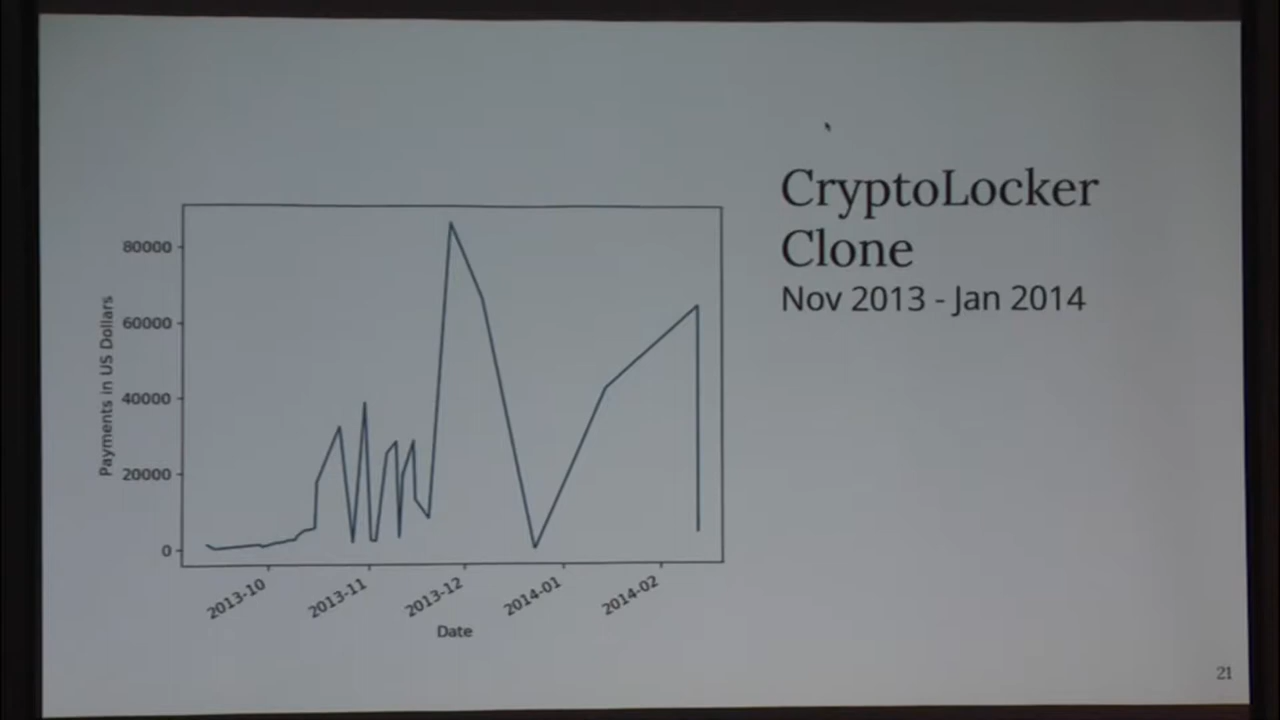 CryptoLocker
Clone
Nov 2013 - Jan 2014
80000
60000
40000
20000
0
Payments in US Dollars
2013-10
2013-11
2013-12
2014-01
2014-02
Date
21